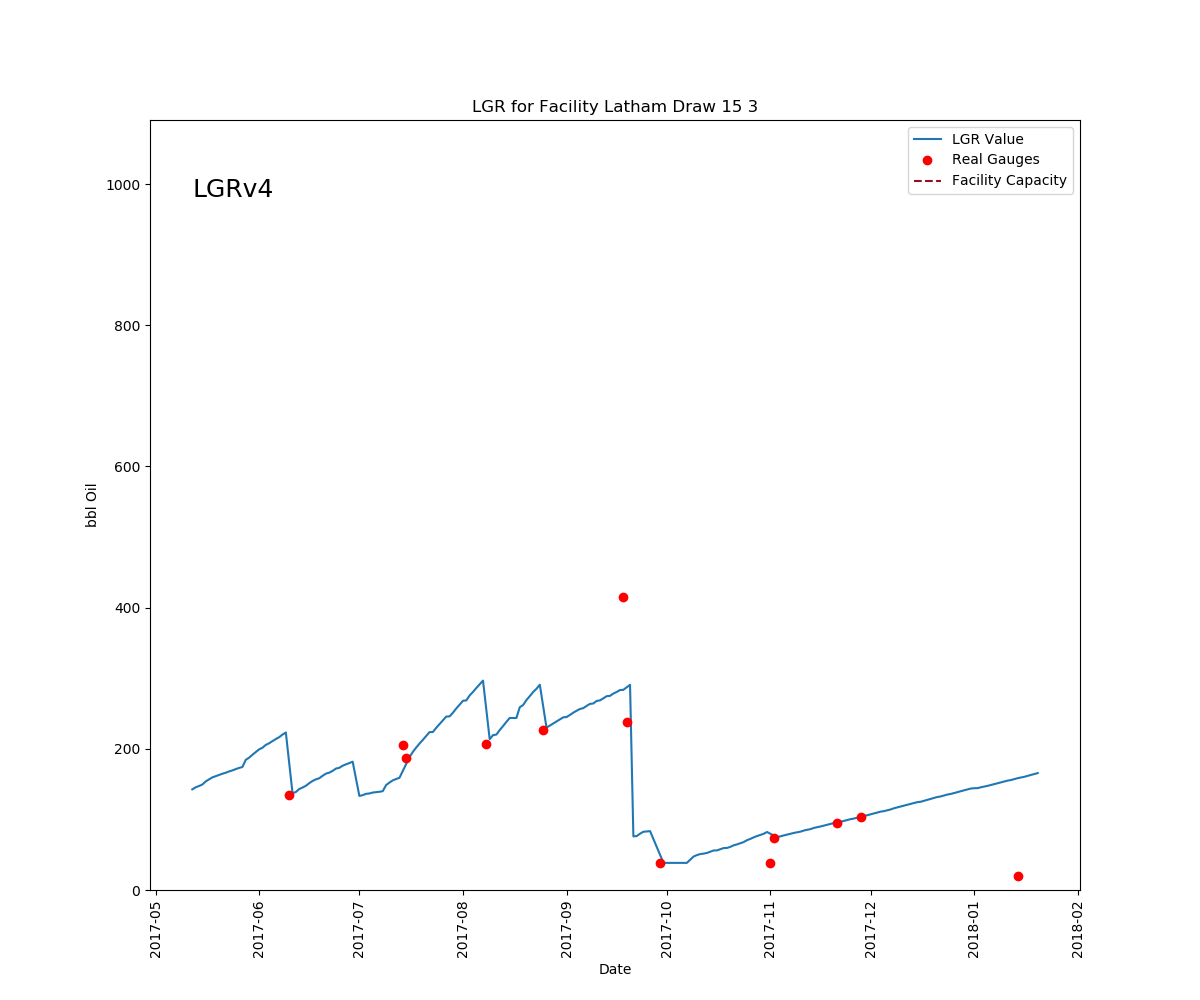 LGR for Facility Latham Draw 15 3
LGRv4
LGR Value
Real Gauges
Facility Capacity
1000
800
600
400
200
0
bbl Oil
2017-05
2017-06
2017-07
2017-08
2017-09
2017-10
2017-11
2017-12
2018-01
2018-02
Date